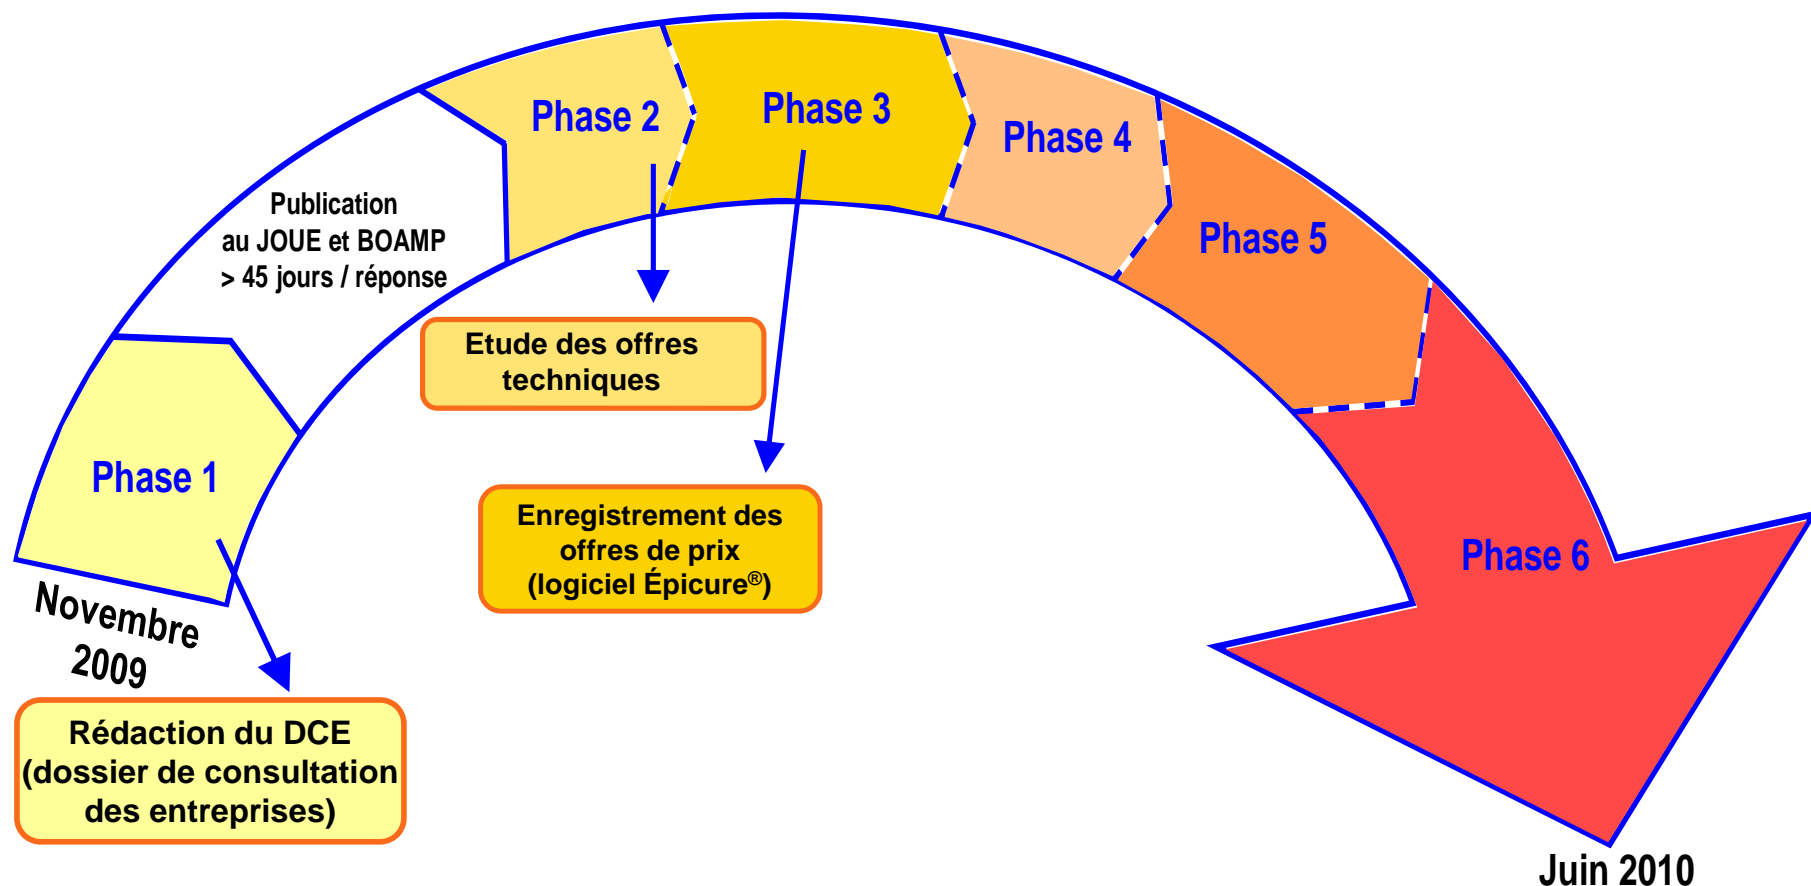 Phase 1
Novembre
2009
Rédaction du DCE
(dossier de consultation
des entreprises)
Publication
au JOUE et BOAMP
> 45 jours / réponse
Phase 2
Etude des offres
techniques
Phase 3
Enregistrement des
offres de prix
(logiciel Épicure®)
Phase 4
Phase 5
Phase 6
Juin 2010